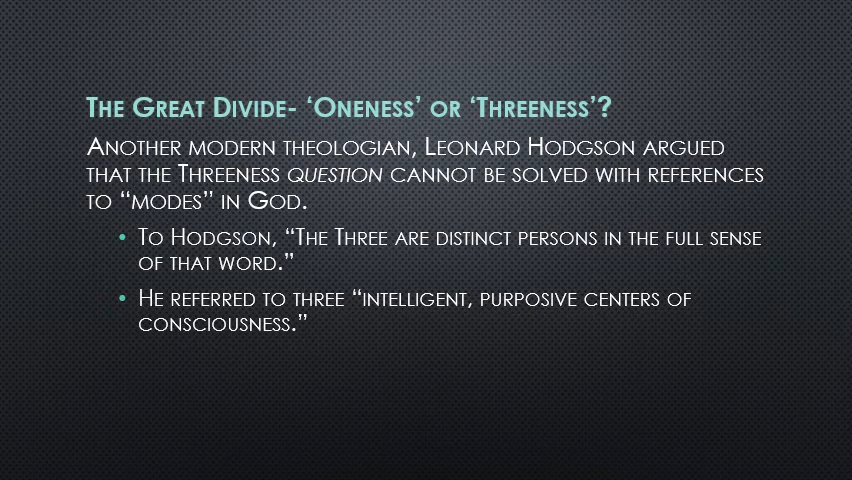 The Great Divide- ‘Oneness’ or ‘Threeness’?
Another modern theologian, Leonard Hodgson argued
that the Threeness question cannot be solved with references
to “modes” in God.
• To Hodgson, “The Three are distinct persons in the full sense
of that word.”
• He referred to three “intelligent, purposive centers of
consciousness.”